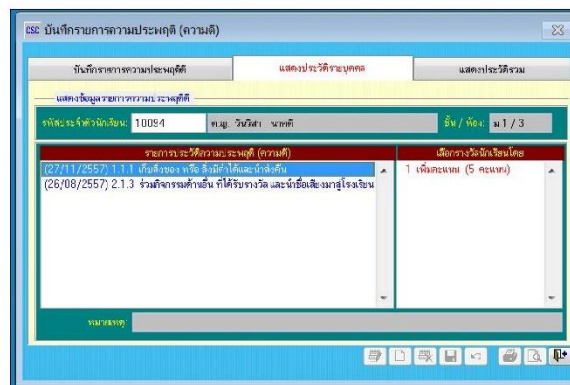 CSC บันทึกรายการความประพฤติ (ความดี)
บันทึกรายการความประพฤติดี
แสดงประวัติรายบุคคล
แสดงประวัติรวม
แสดงข้อมูลรายการความประพฤติดี
รหัสประจำตัวนักเรียน: 10094 ด.ญ. วันวิสา นาคดี ชั้น / ห้อง: ม 1 / 3
รายการประวัติความประพฤติ (ความดี)
(27/11/2557) 1.1.1 เก็บสิ่งของ หรือ สิ่งมีค่าได้และนำส่งคืน
(26/08/2557) 2.1.3 ร่วมกิจกรรมด้านอื่น ที่ได้รับรางวัล และนำชื่อเสียงมาสู่โรงเรียน
เลือกรางวัลนักเรียนโดย
1 เพิ่มคะแนน (5 คะแนน)
หมายเหตุ